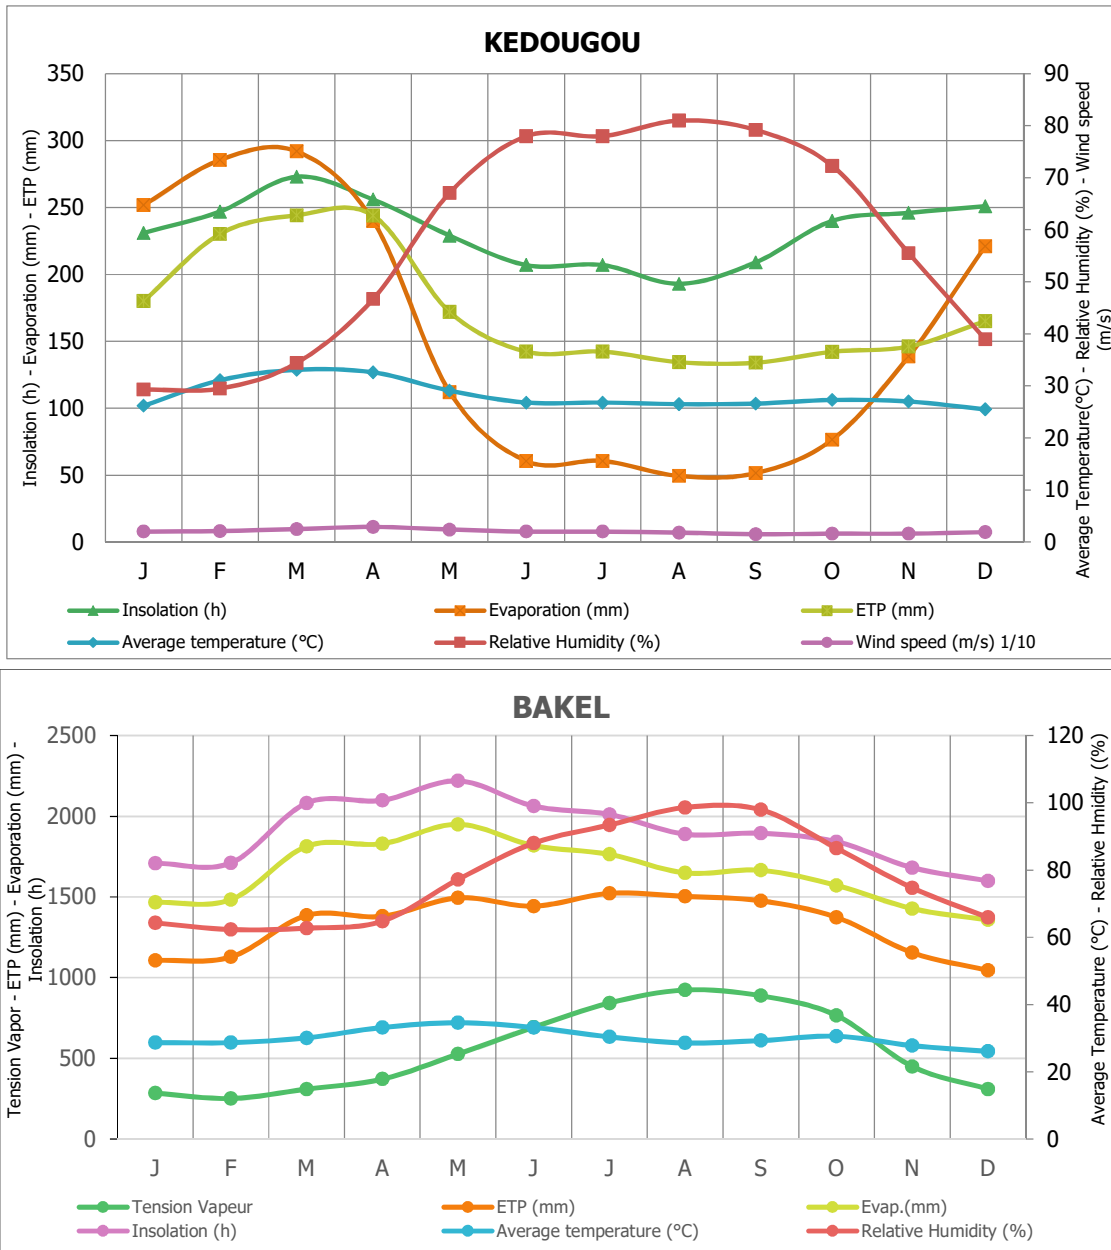 KEDOUGOU
Insolation (h) - Evaporation (mm) - ETP (mm)
350
300
250
200
150
100
50
0
90
80
70
60
50
40
30
20
10
0
Average Temperature(°C) - Relative Humidity (%) - Wind speed
(m/s)
J F M A M J J A S O N D
Insolation (h) Evaporation (mm) ETP (mm)
Average temperature (°C) Relative Humidity (%) Wind speed (m/s) 1/10
BAKEL
Tension Vapor - ETP (mm) - Evaporation (mm) -
Insolation (h)
2500
2000
1500
1000
500
0
120
100
80
60
40
20
0
Average Temperature (°C) - Relative Hmidity ((%)
J F M A M J J A S O N D
Tension Vapeur ETP (mm) Evap.(mm)
Insolation (h) Average temperature (°C) Relative Humidity (%)